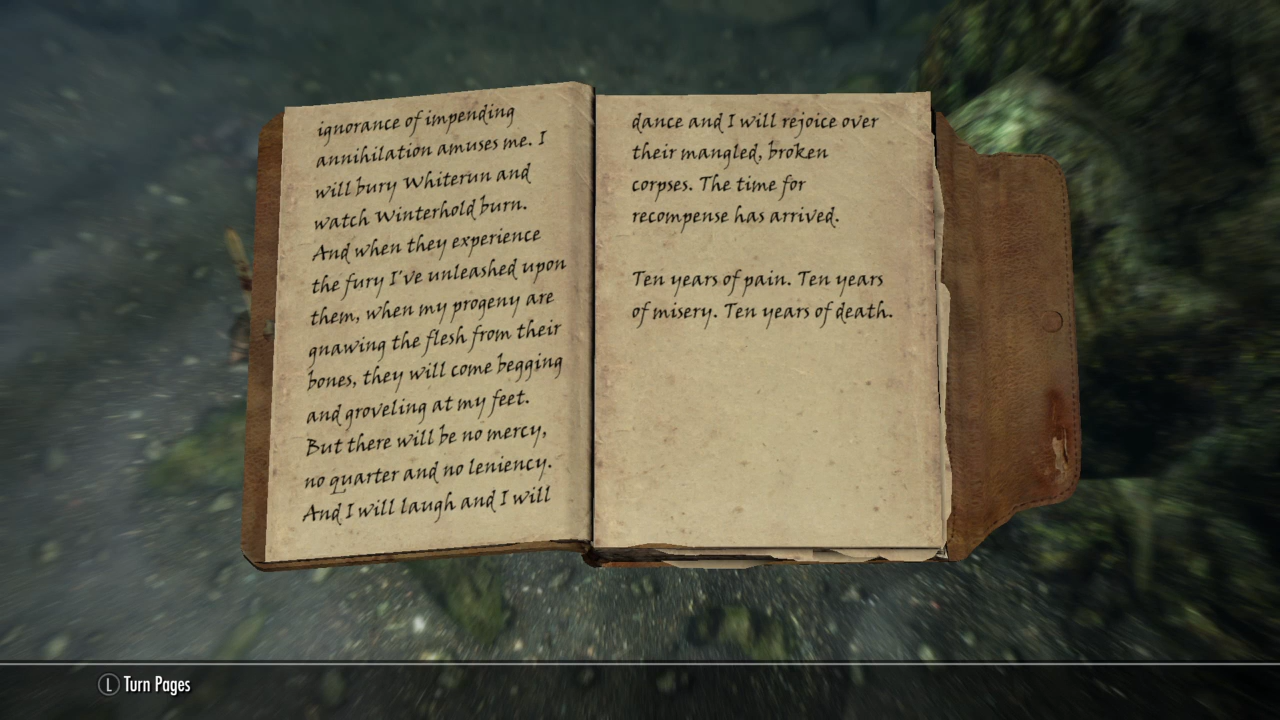 ignorance of impending
annihilation amuses me. I
will bury Whiterun and
watch Winterhold burn.
And when they experience
the fury I've unleashed upon
them, when my progeny are
gnawing the flesh from their
bones, they will come begging
and groveling at my feet.
But there will be no mercy,
no quarter and no leniency.
And I will laugh and I will
dance and I will rejoice over
their mangled, broken
corpses. The time for
recompense has arrived.
Ten years of pain. Ten years
of misery. Ten years of death.
L Turn Pages